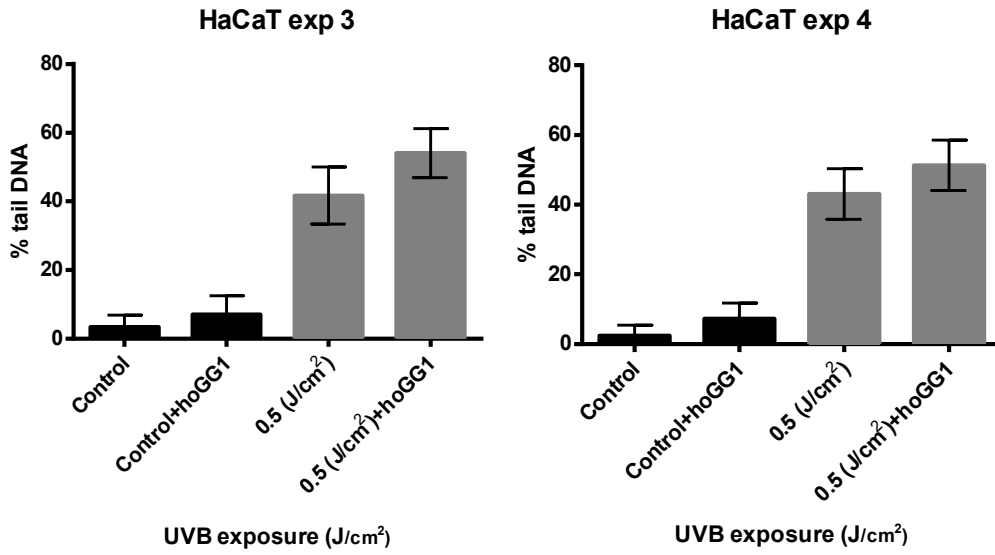 HaCaT exp 3
% tail DNA
80
60
40
20
0
Control
Control+hoGG1
0.5 (J/cm²)
0.5 (J/cm²)+hoGG1
UVB exposure (J/cm²)
HaCaT exp 4
% tail DNA
80
60
40
20
0
Control
Control+hoGG1
0.5 (J/cm²)
0.5 (J/cm²)+hoGG1
UVB exposure (J/cm²)